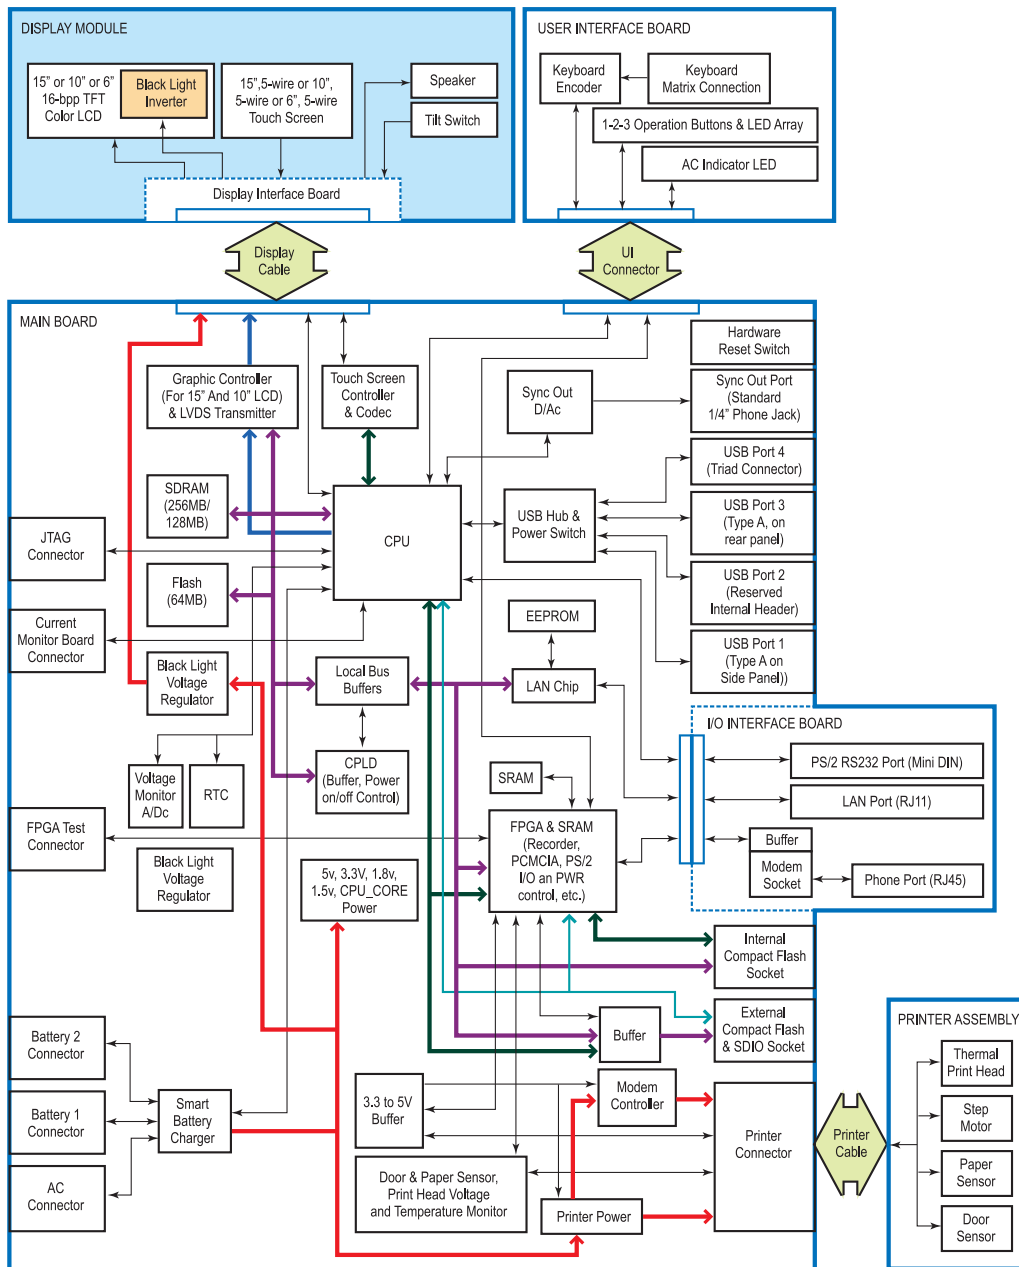 DISPLAY MODULE
15” or 10” or 6”
16-bpp TFT
Color LCD
Black Light
Inverter
15”,5-wire or 10”,
5-wire or 6”, 5-wire
Touch Screen
Speaker
Tilt Switch
Display Interface Board
USER INTERFACE BOARD
Keyboard
Encoder
Keyboard
Matrix Connection
1-2-3 Operation Buttons & LED Array
AC Indicator LED
Display
Cable
UI
Connector
MAIN BOARD
Graphic Controller
(For 15” And 10” LCD)
& LVDS Transmitter
Touch Screen
Controller
& Codec
Sync Out
D/Ac
Hardware
Reset Switch
Sync Out Port
(Standard
1/4” Phone Jack)
USB Port 4
(Triad Connector)
SDRAM
(256MB/
128MB)
CPU
USB Hub &
Power Switch
USB Port 3
(Type A, on
rear panel)
JTAG
Connector
Flash
(64MB)
USB Port 2
(Reserved
Internal Header)
EEPROM
Current
Monitor Board
Connector
USB Port 1
(Type A on
Side Panel))
Black Light
Voltage
Regulator
Local Bus
Buffers
LAN Chip
I/O INTERFACE BOARD
CPLD
(Buffer, Power
on/off Control)
PS/2 RS232 Port (Mini DIN)
Voltage
Monitor
A/Dc
RTC
SRAM
LAN Port (RJ11)
FPGA Test
Connector
FPGA & SRAM
(Recorder,
PCMCIA, PS/2
I/O an PWR
control, etc.)
Buffer
Modem
Socket
Phone Port (RJ45)
Black Light
Voltage
Regulator
5v, 3.3V, 1.8v,
1.5v, CPU_CORE
Power
Internal
Compact Flash
Socket
Battery 2
Connector
Buffer
External
Compact Flash
& SDIO Socket
PRINTER ASSEMBLY
Thermal
Print Head
Battery 1
Connector
Smart
Battery
Charger
3.3 to 5V
Buffer
Modem
Controller
Printer
Connector
Printer
Cable
Step
Motor
Paper
Sensor
AC
Connector
Door & Paper Sensor,
Print Head Voltage
and Temperature Monitor
Printer Power
Door
Sensor